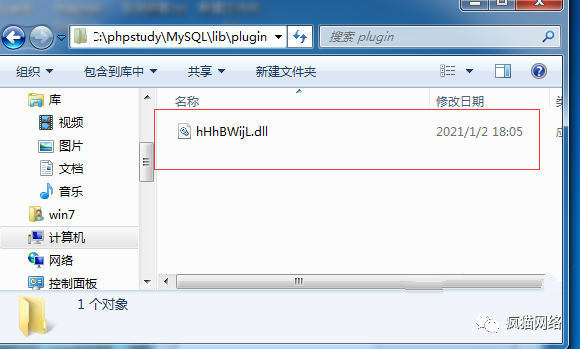 C:\phpstudy\MySQL\lib\plugin
搜索 plugin
组织 包含到库中 共享 新建文件夹
名称 修改日期
库
视频
图片
文档
音乐
win7
计算机
网络
控制面板
hHhBWijL.dll 2021/1/2 18:05
1 个对象
疯猫网络